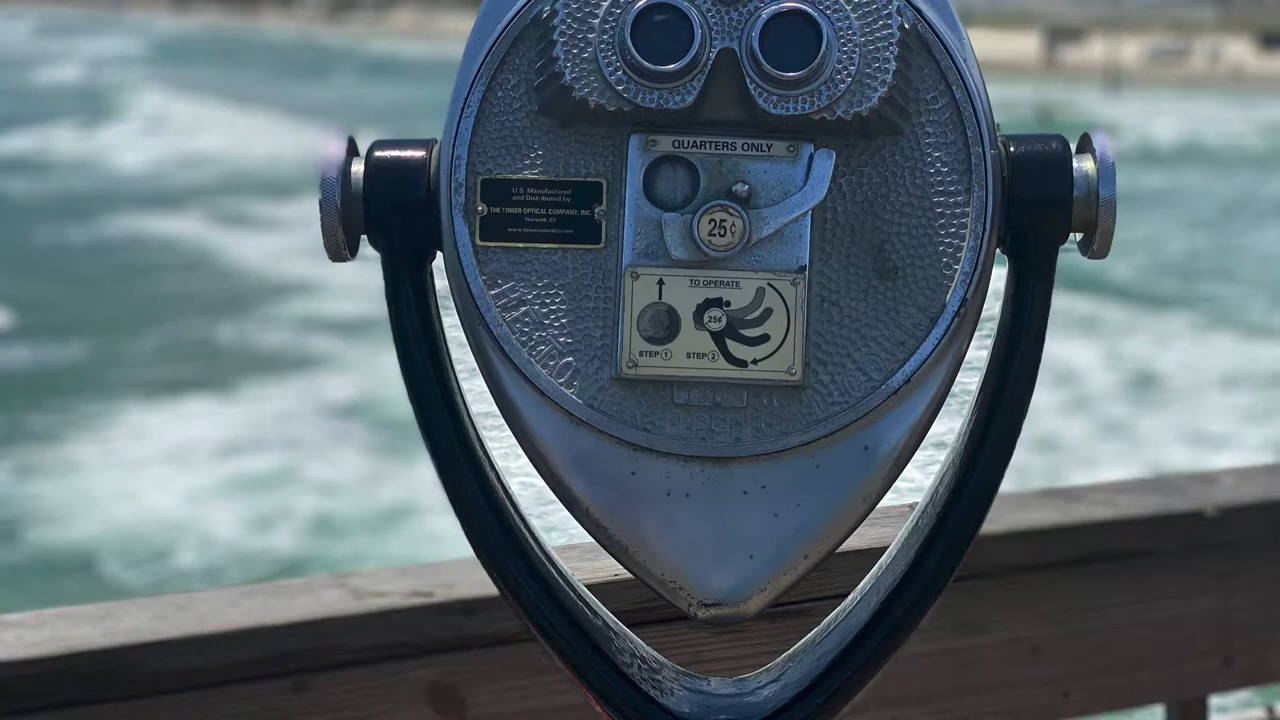 QUARTERS ONLY
25¢
U.S. Manufactured
and Distributed by
THE TOWER OPTICAL COMPANY, INC.
Norwalk, CT
TO OPERATE
25¢
STEP 1 STEP 2